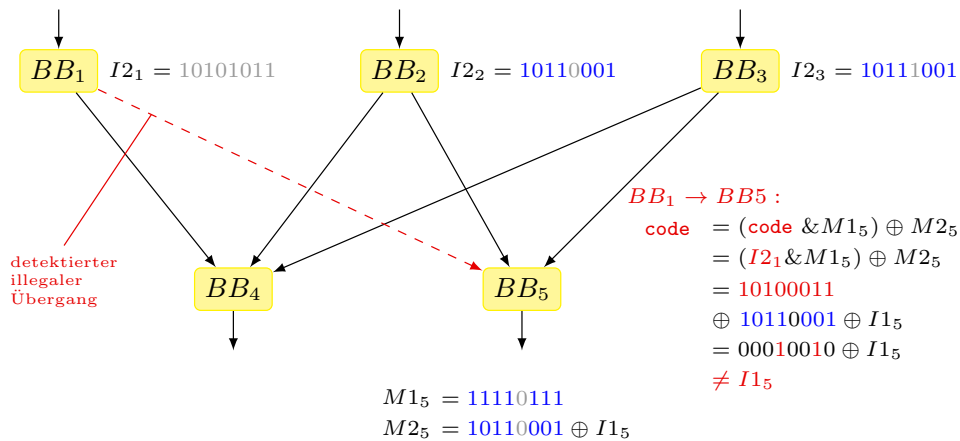 BB₁ I2₁ = 10101011 BB₂ I2₂ = 10110001 BB₃ I2₃ = 10111001
BB₁ → BB5 :
code = (code &M1₅) ⊕ M2₅
= (I2₁&M1₅) ⊕ M2₅
= 10100011
⊕ 10110001 ⊕ I1₅
= 00010010 ⊕ I1₅
≠ I1₅
detektierter
illegaler
Übergang
BB₄ BB₅
M1₅ = 11110111
M2₅ = 10110001 ⊕ I1₅